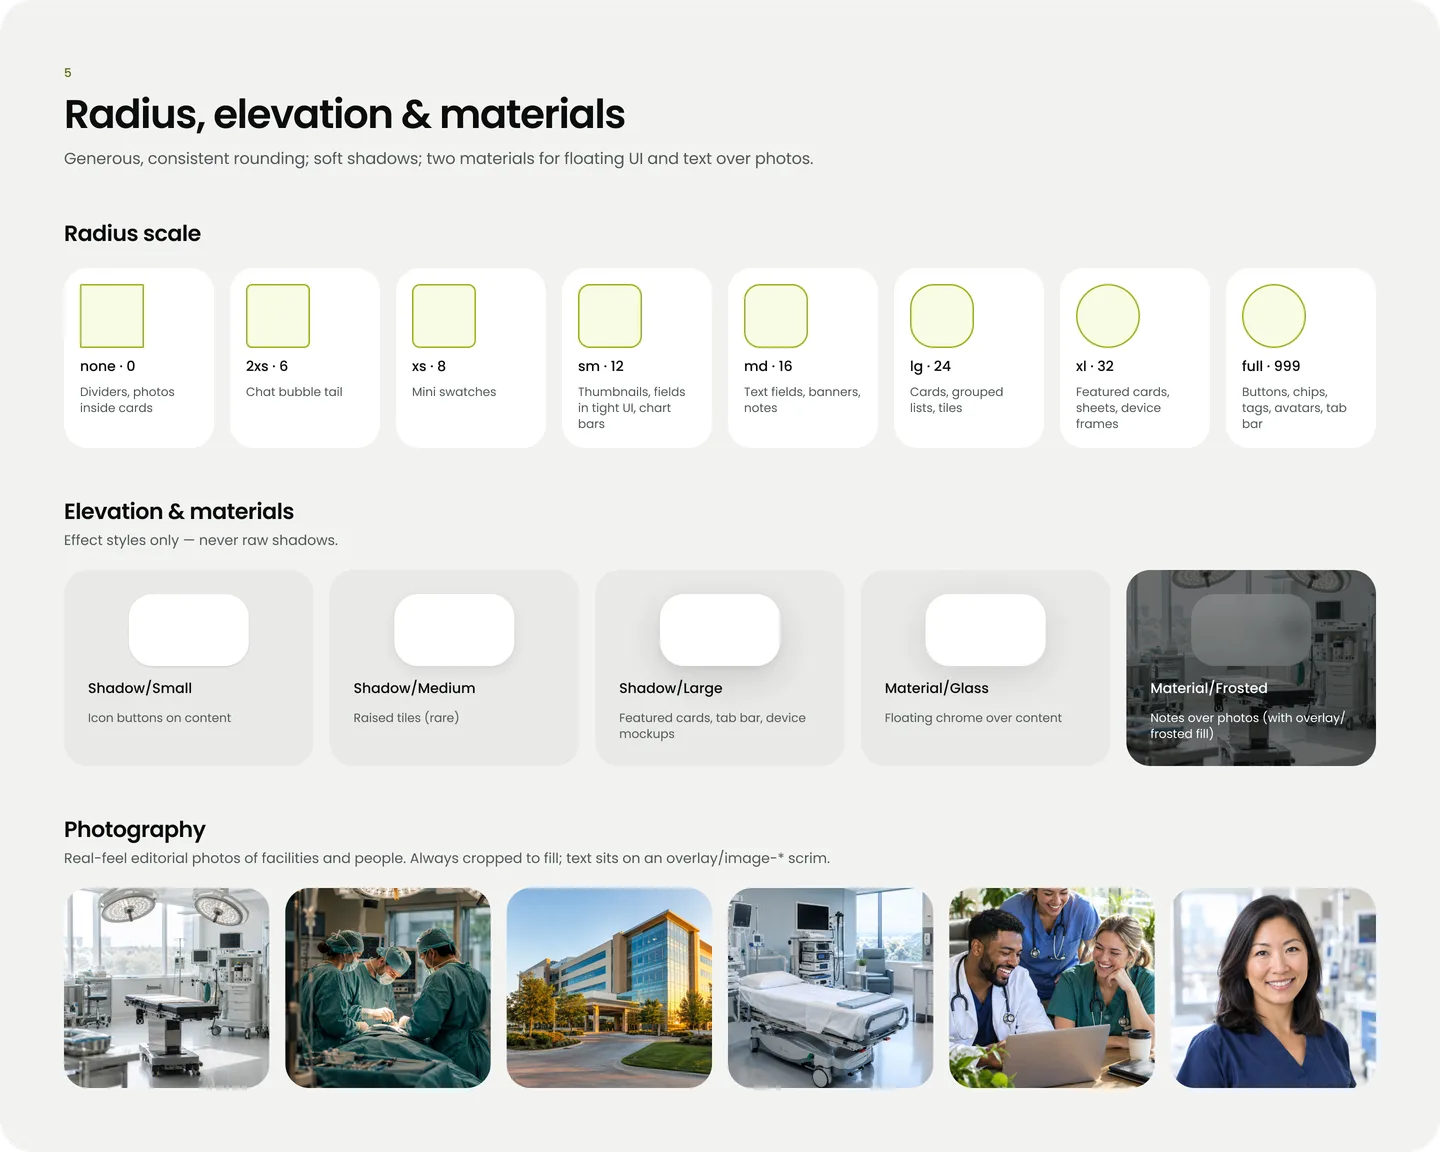 5
Radius, elevation & materials
Generous, consistent rounding; soft shadows; two materials for floating UI and text over photos.
Radius scale
none · 0
Dividers, photos
inside cards
2xs · 6
Chat bubble tail
xs · 8
Mini swatches
sm · 12
Thumbnails, fields
in tight UI, chart
bars
md · 16
Text fields, banners,
notes
lg · 24
Cards, grouped
lists, tiles
xl · 32
Featured cards,
sheets, device
frames
full · 999
Buttons, chips,
tags, avatars, tab
bar
Elevation & materials
Effect styles only — never raw shadows.
Shadow/Small
Icon buttons on content
Shadow/Medium
Raised tiles (rare)
Shadow/Large
Featured cards, tab bar, device
mockups
Material/Glass
Floating chrome over content
Material/Frosted
Notes over photos (with overlay/
frosted fill)
Photography
Real-feel editorial photos of facilities and people. Always cropped to fill; text sits on an overlay/image-* scrim.